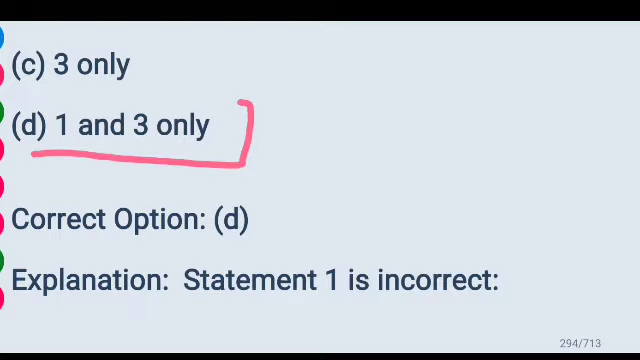 (c) 3 only
(d) 1 and 3 only
Correct Option: (d)
Explanation: Statement 1 is incorrect:
294/713